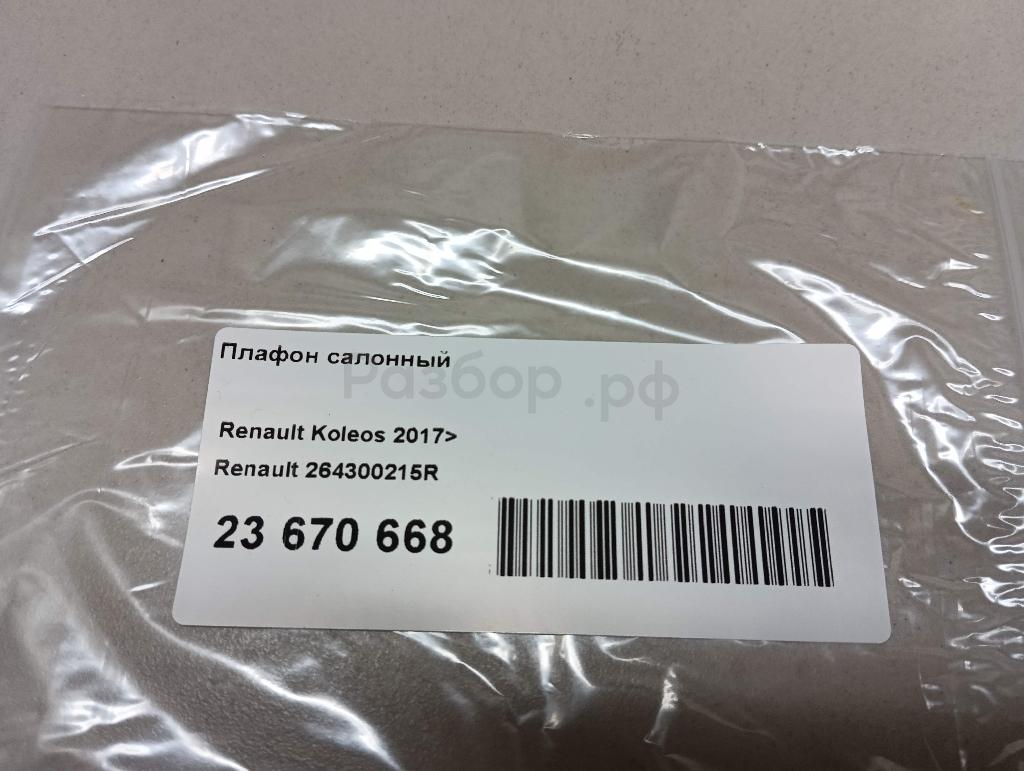 Плафон салонный
Разбор .рф
Renault Koleos 2017>
Renault 264300215R
23 670 668